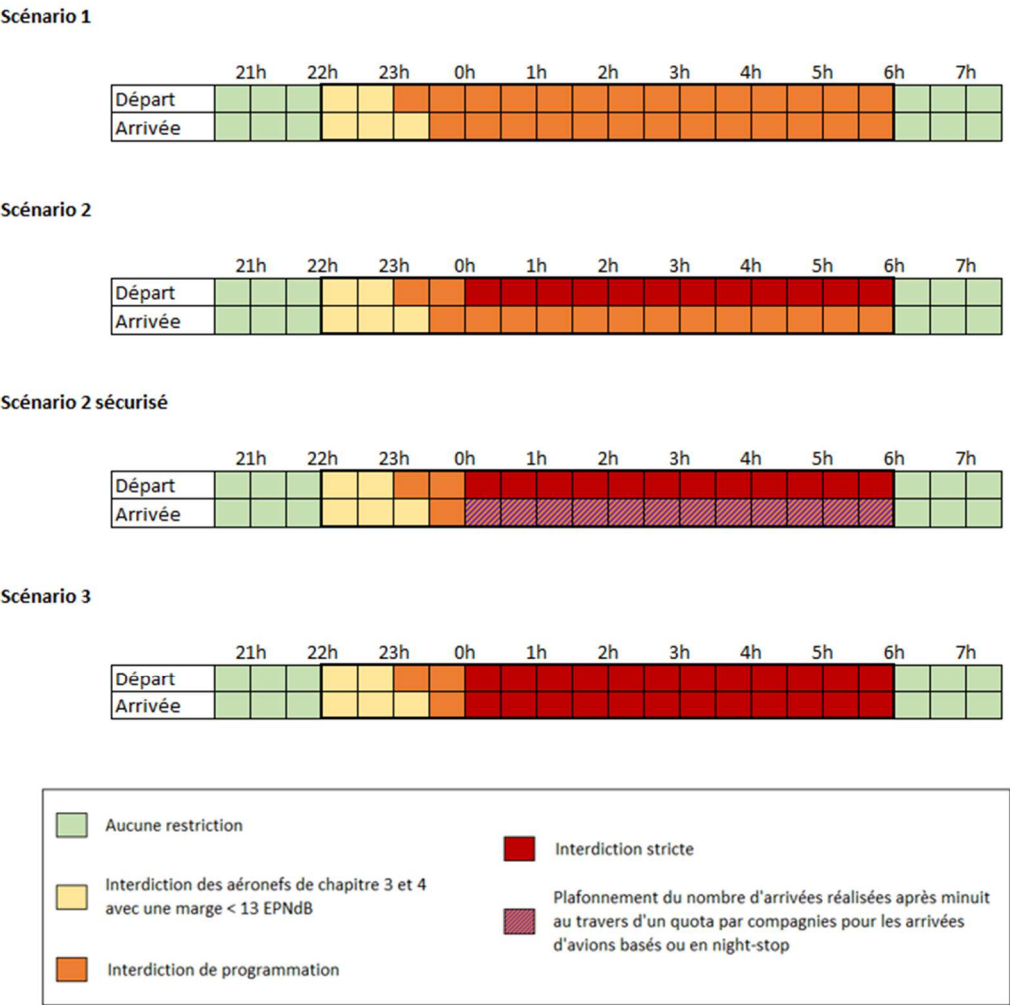 Scénario 1
21h 22h 23h 0h 1h 2h 3h 4h 5h 6h 7h
Départ
Arrivée
Scénario 2
21h 22h 23h 0h 1h 2h 3h 4h 5h 6h 7h
Départ
Arrivée
Scénario 2 sécurisé
21h 22h 23h 0h 1h 2h 3h 4h 5h 6h 7h
Départ
Arrivée
Scénario 3
21h 22h 23h 0h 1h 2h 3h 4h 5h 6h 7h
Départ
Arrivée
Aucune restriction
Interdiction des aéronefs de chapitre 3 et 4
avec une marge < 13 EPNdB
Interdiction de programmation
Interdiction stricte
Plafonnement du nombre d'arrivées réalisées après minuit
au travers d'un quota par compagnies pour les arrivées
d'avions basés ou en night-stop